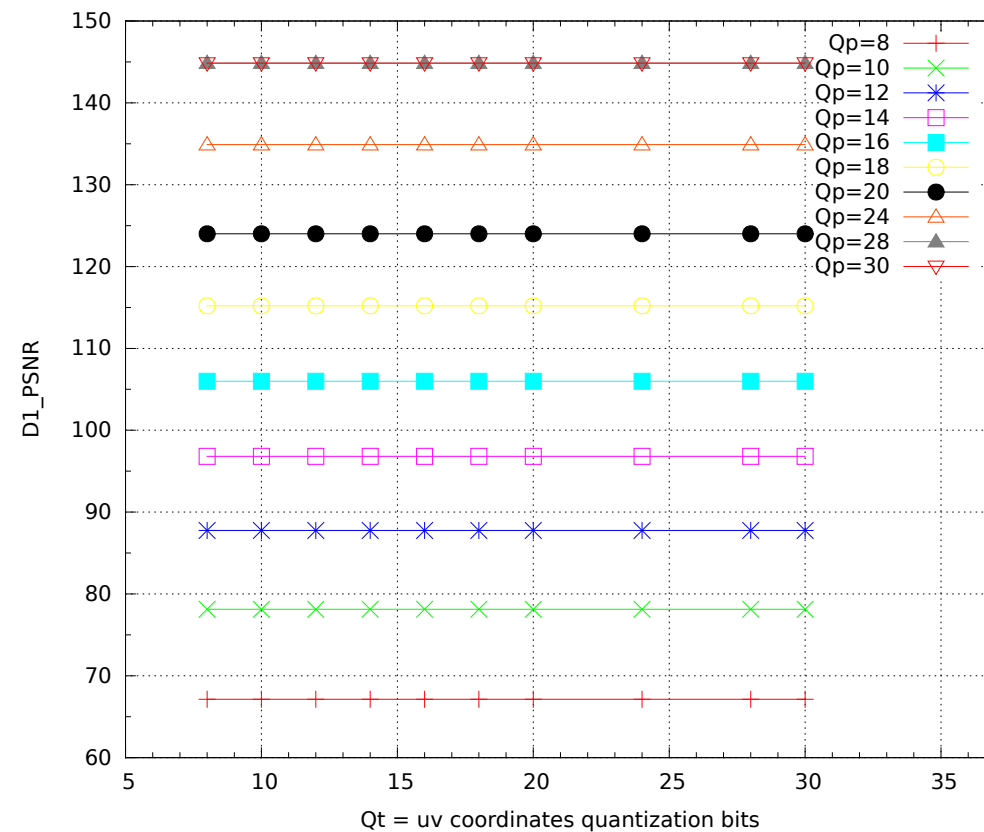 150
140
130
120
110
100
90
80
70
60
D1_PSNR
5
10
15
20
25
30
35
Qt = uv coordinates quantization bits
Qp=8
Qp=10
Qp=12
Qp=14
Qp=16
Qp=18
Qp=20
Qp=24
Qp=28
Qp=30